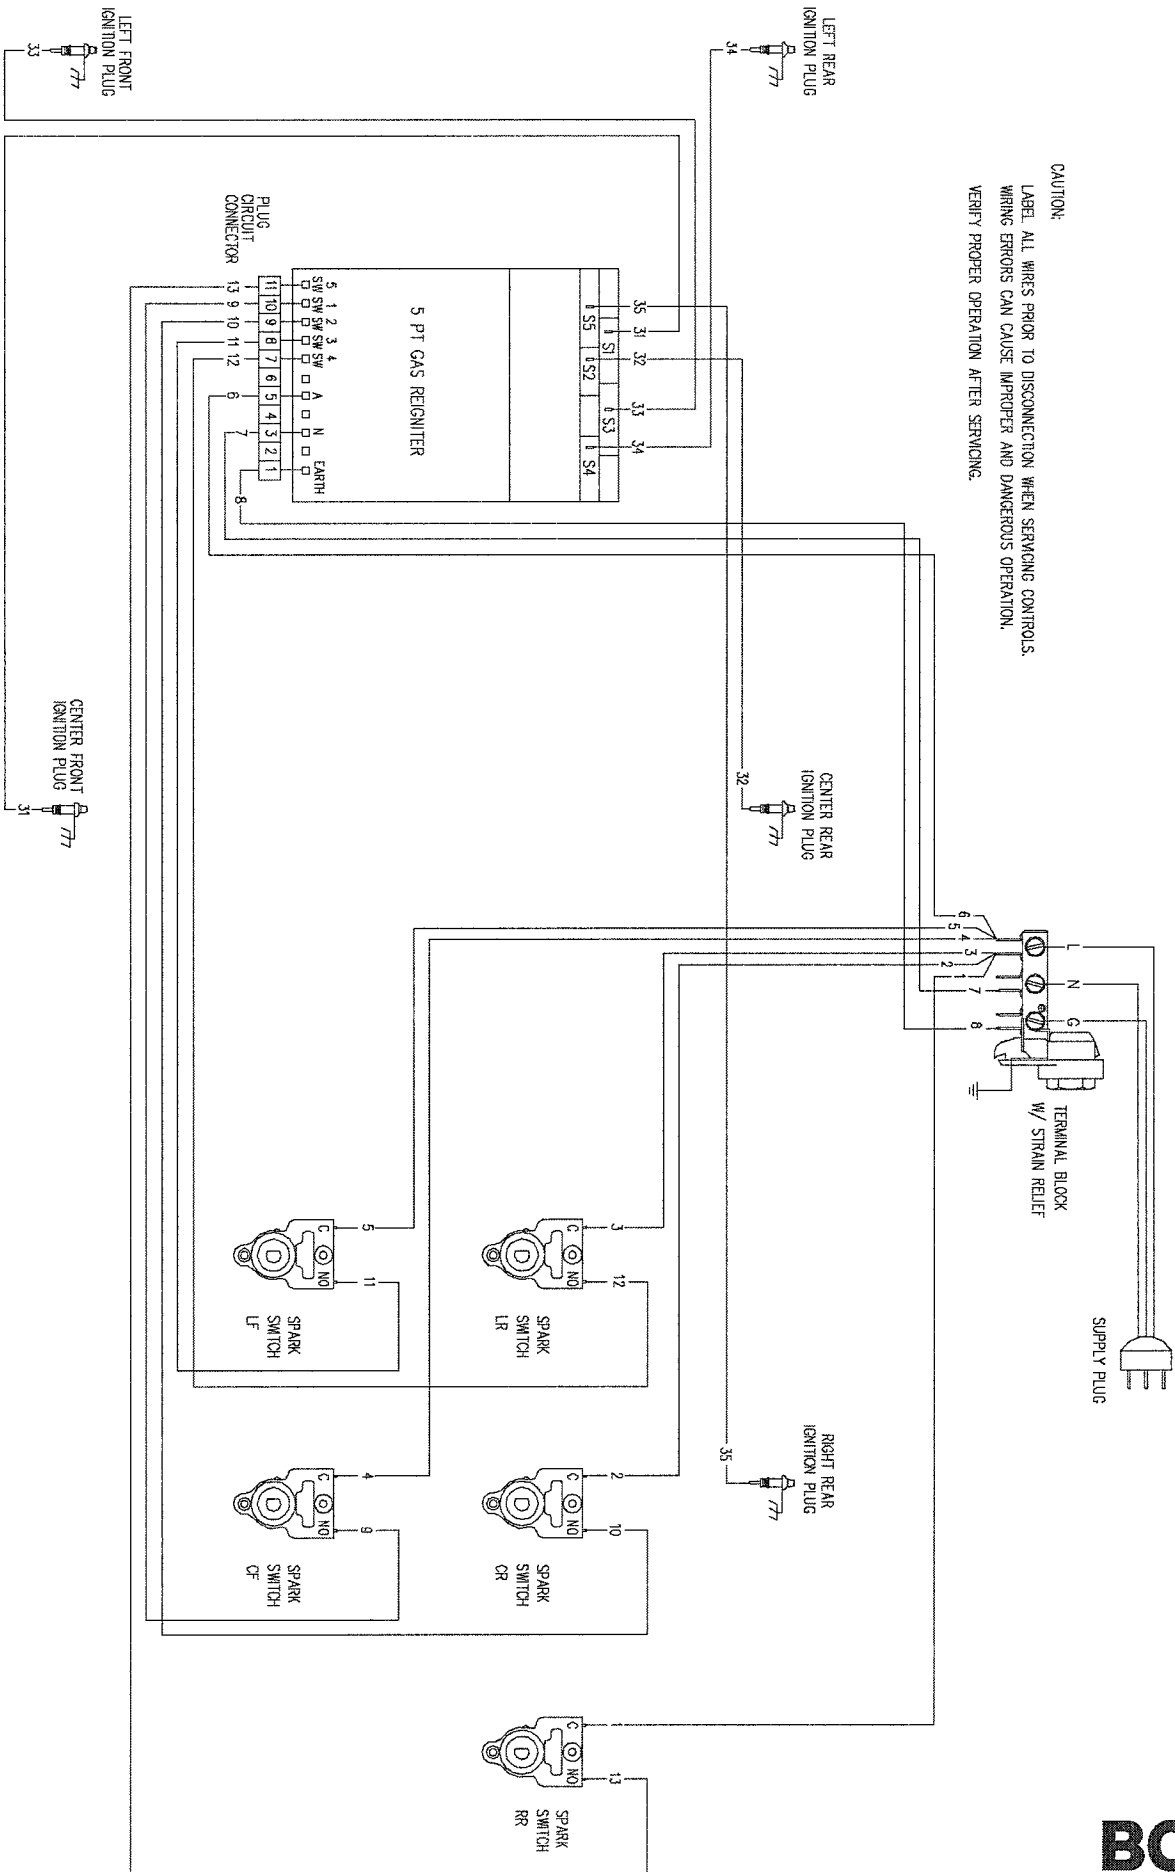 BO
CAUTION:
LABEL ALL WIRES PRIOR TO DISCONNECTION WHEN SERVICING CONTROLS.
WIRING ERRORS CAN CAUSE IMPROPER AND DANGEROUS OPERATION.
VERIFY PROPER OPERATION AFTER SERVICING.
SUPPLY PLUG
TERMINAL BLOCK
W/ STRAIN RELIEF
L
N
G
6
5
4
3
2
1
7
8
LEFT REAR
IGNITION PLUG
34
CENTER REAR
IGNITION PLUG
32
RIGHT REAR
IGNITION PLUG
35
35
31
32
33
34
S5
S1
S2
S3
S4
5 PT GAS REIGNITER
5 1 2 3 4
SW SW SW SW SW
A
N
EARTH
11 10 9 8 7 6 5 4 3 2 1
PLUG
CIRCUIT
CONNECTOR
13 9 10 11 12
6
7
8
3
12
C
NO
D
SPARK
SWITCH
LR
2
10
C
NO
D
SPARK
SWITCH
CR
1
13
C
NO
D
SPARK
SWITCH
RR
5
11
C
NO
D
SPARK
SWITCH
LF
4
9
C
NO
D
SPARK
SWITCH
CF
LEFT FRONT
IGNITION PLUG
33
CENTER FRONT
IGNITION PLUG
31